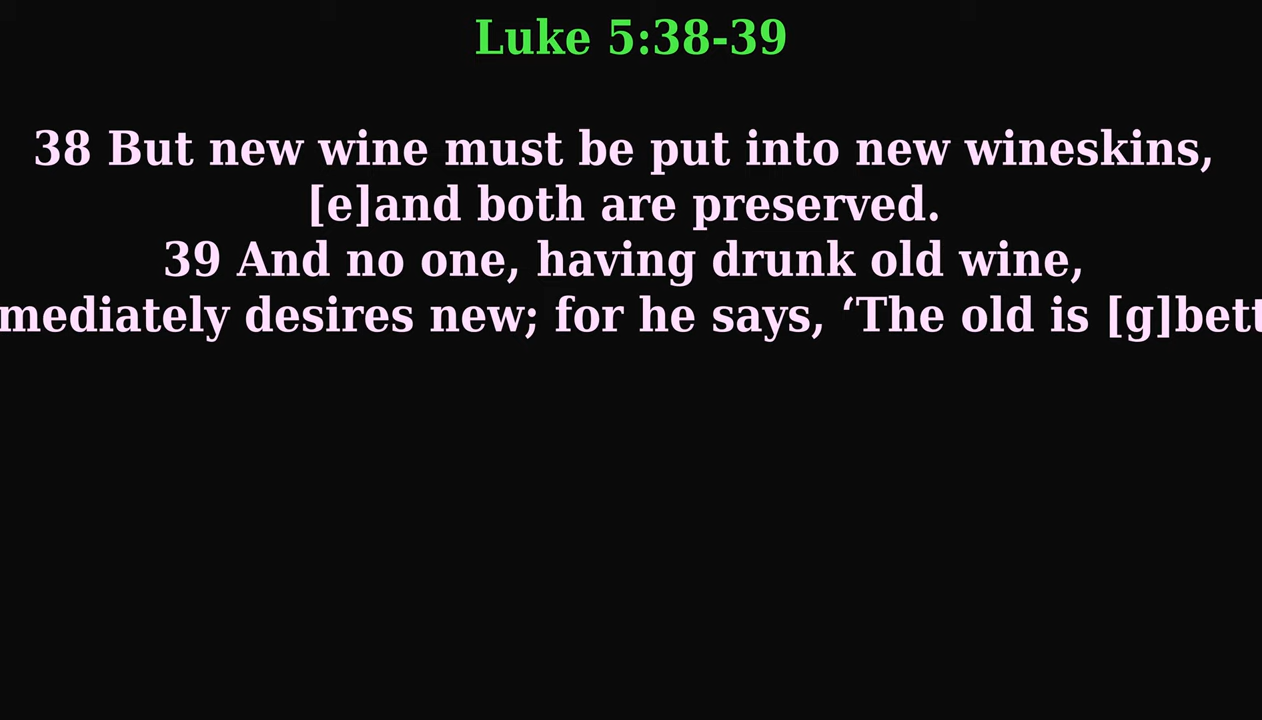 Luke 5:38-39
38 But new wine must be put into new wineskins,
[e]and both are preserved.
39 And no one, having drunk old wine,
mediately desires new; for he says, ‘The old is [g]bett